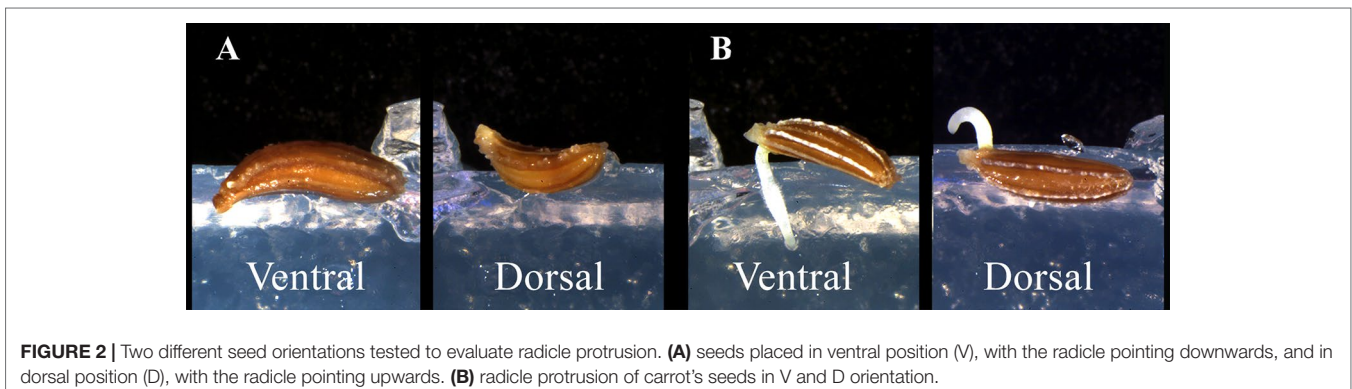 A
B
Ventral
Dorsal
Ventral
Dorsal
FIGURE 2 | Two different seed orientations tested to evaluate radicle protrusion. (A) seeds placed in ventral position (V), with the radicle pointing downwards, and in
dorsal position (D), with the radicle pointing upwards. (B) radicle protrusion of carrot's seeds in V and D orientation.